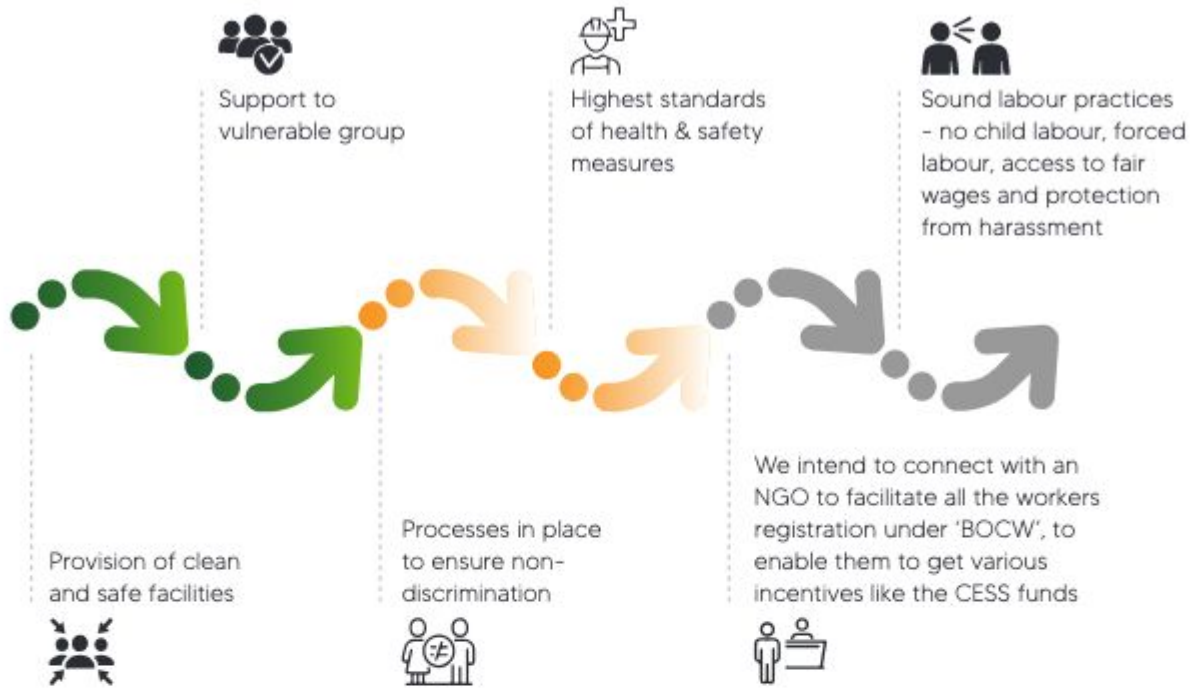 Support to
vulnerable group
Highest standards
of health & safety
measures
Sound labour practices
- no child labour, forced
labour, access to fair
wages and protection
from harassment
Provision of clean
and safe facilities
Processes in place
to ensure non-
discrimination
We intend to connect with an
NGO to facilitate all the workers
registration under ‘BOCW’, to
enable them to get various
incentives like the CESS funds